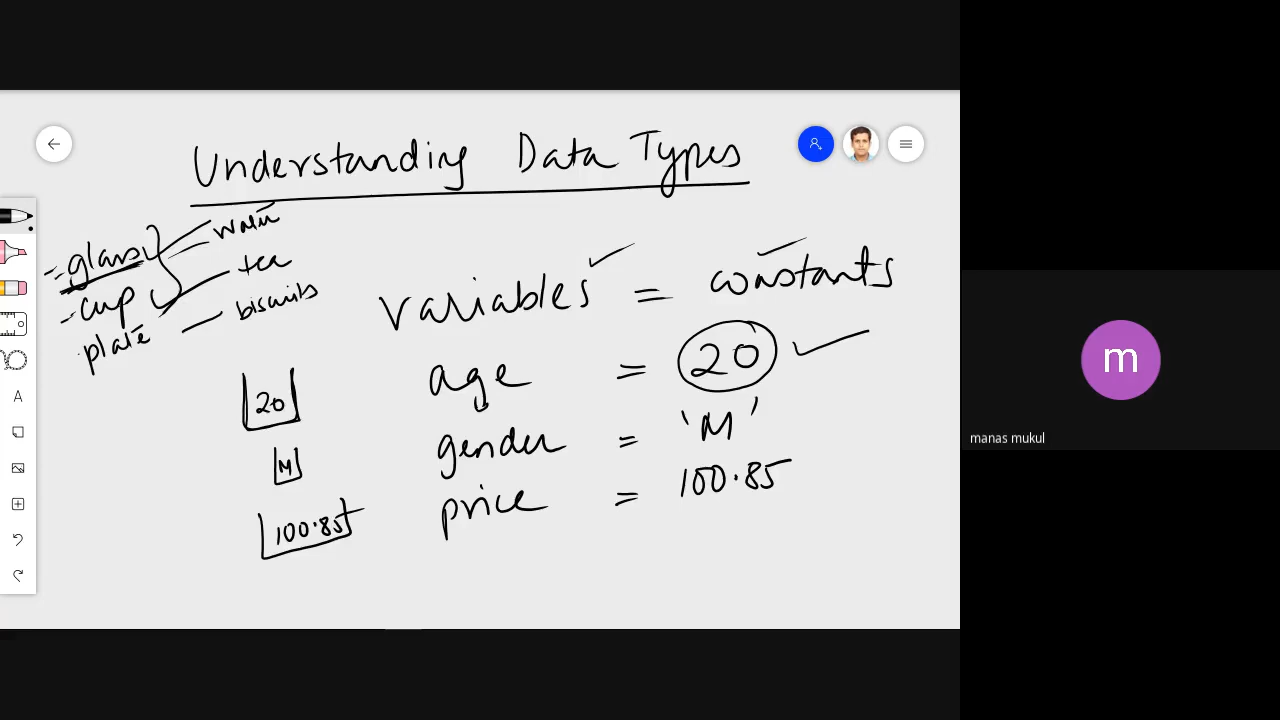 Understanding Data Types
glass
water
cup
tea
plate
biscuits
variables = constants
20
age = 20
M
gender = 'M'
100.85
price = 100.85
A
m
manas mukul